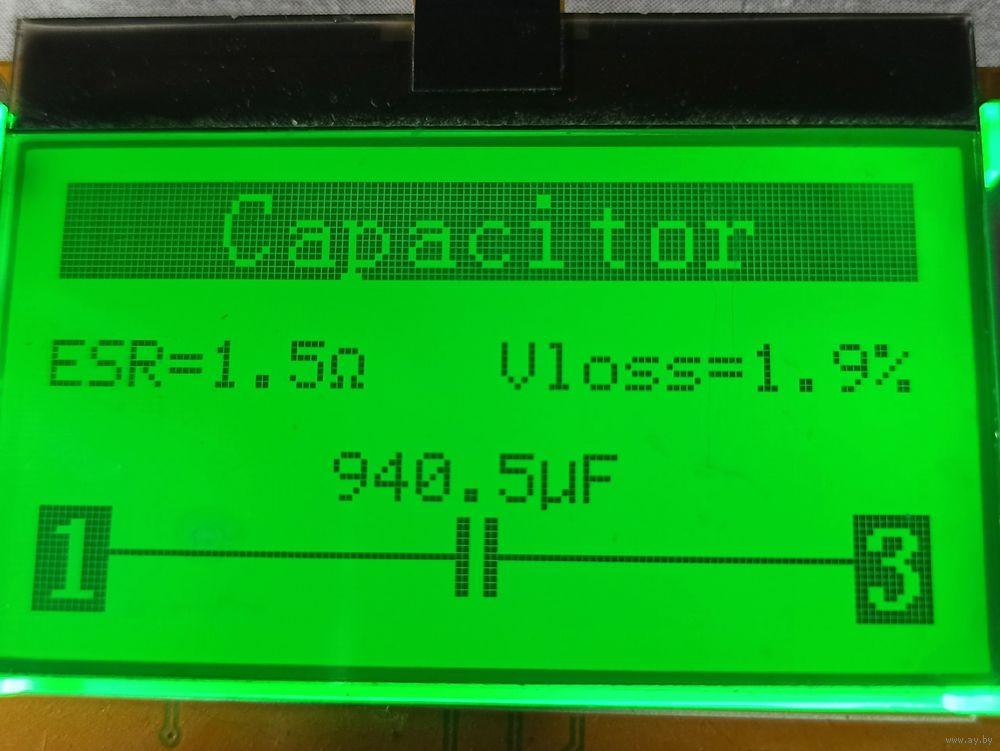 Capacitor
ESR=1.5Ω Vloss=1.9%
940.5µF
1 3
www.ay.by